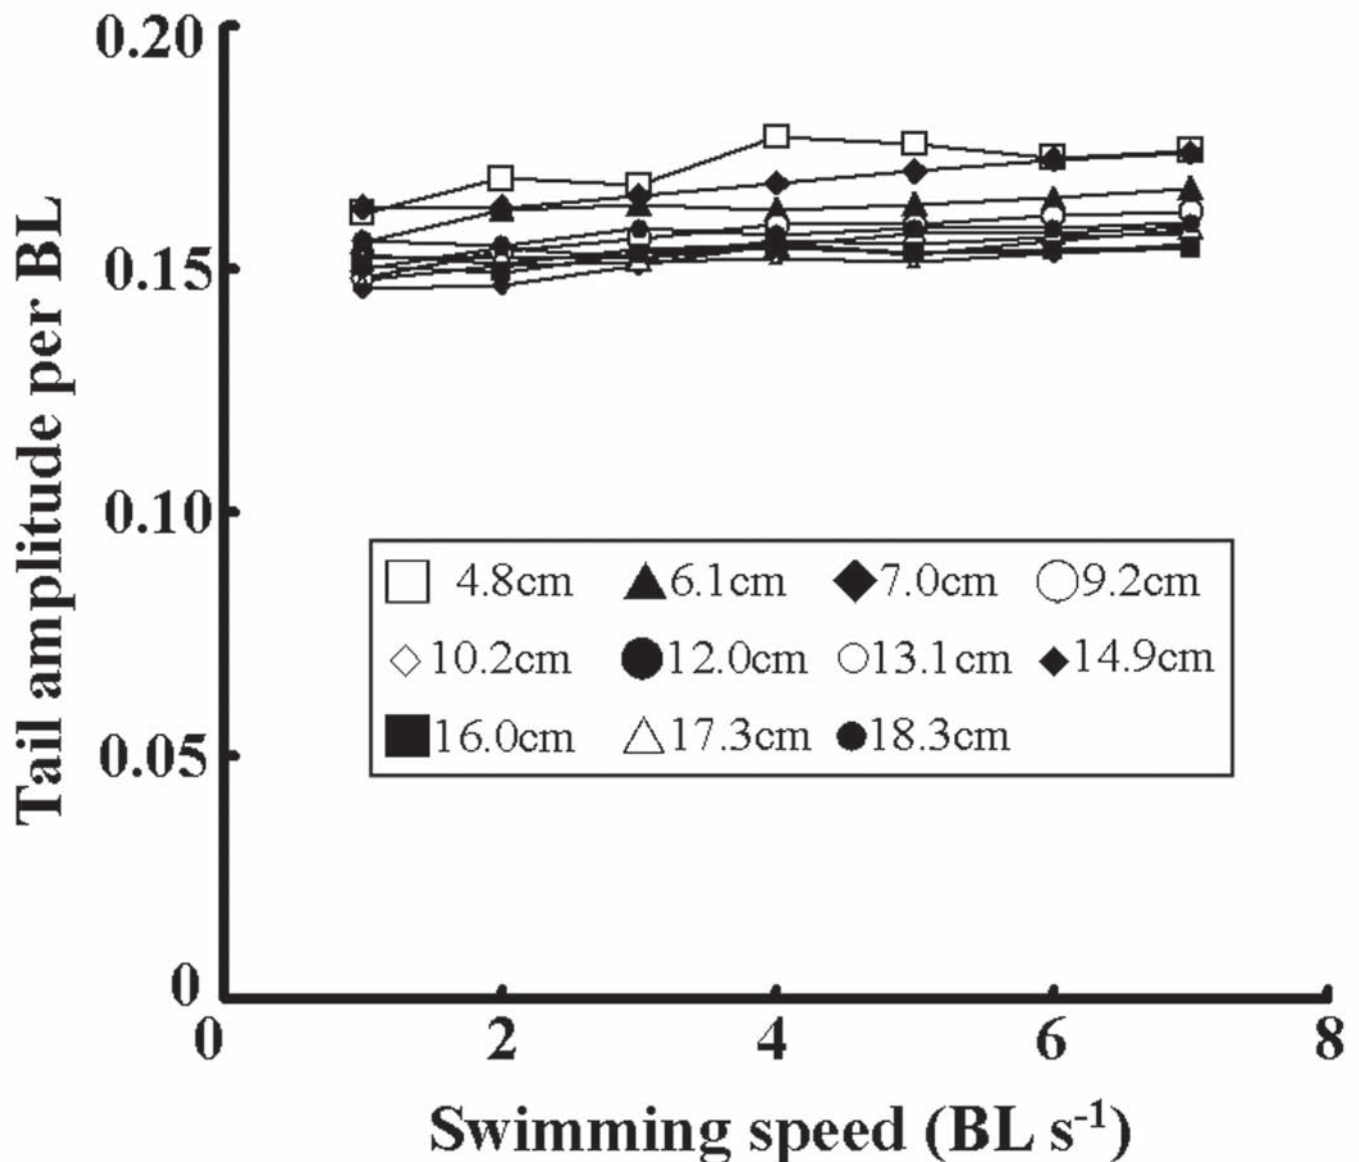 0.20
0.15
0.10
0.05
0
0 2 4 6 8
Tail amplitude per BL
Swimming speed (BL s⁻¹)
4.8cm 6.1cm 7.0cm 9.2cm
10.2cm 12.0cm 13.1cm 14.9cm
16.0cm 17.3cm 18.3cm